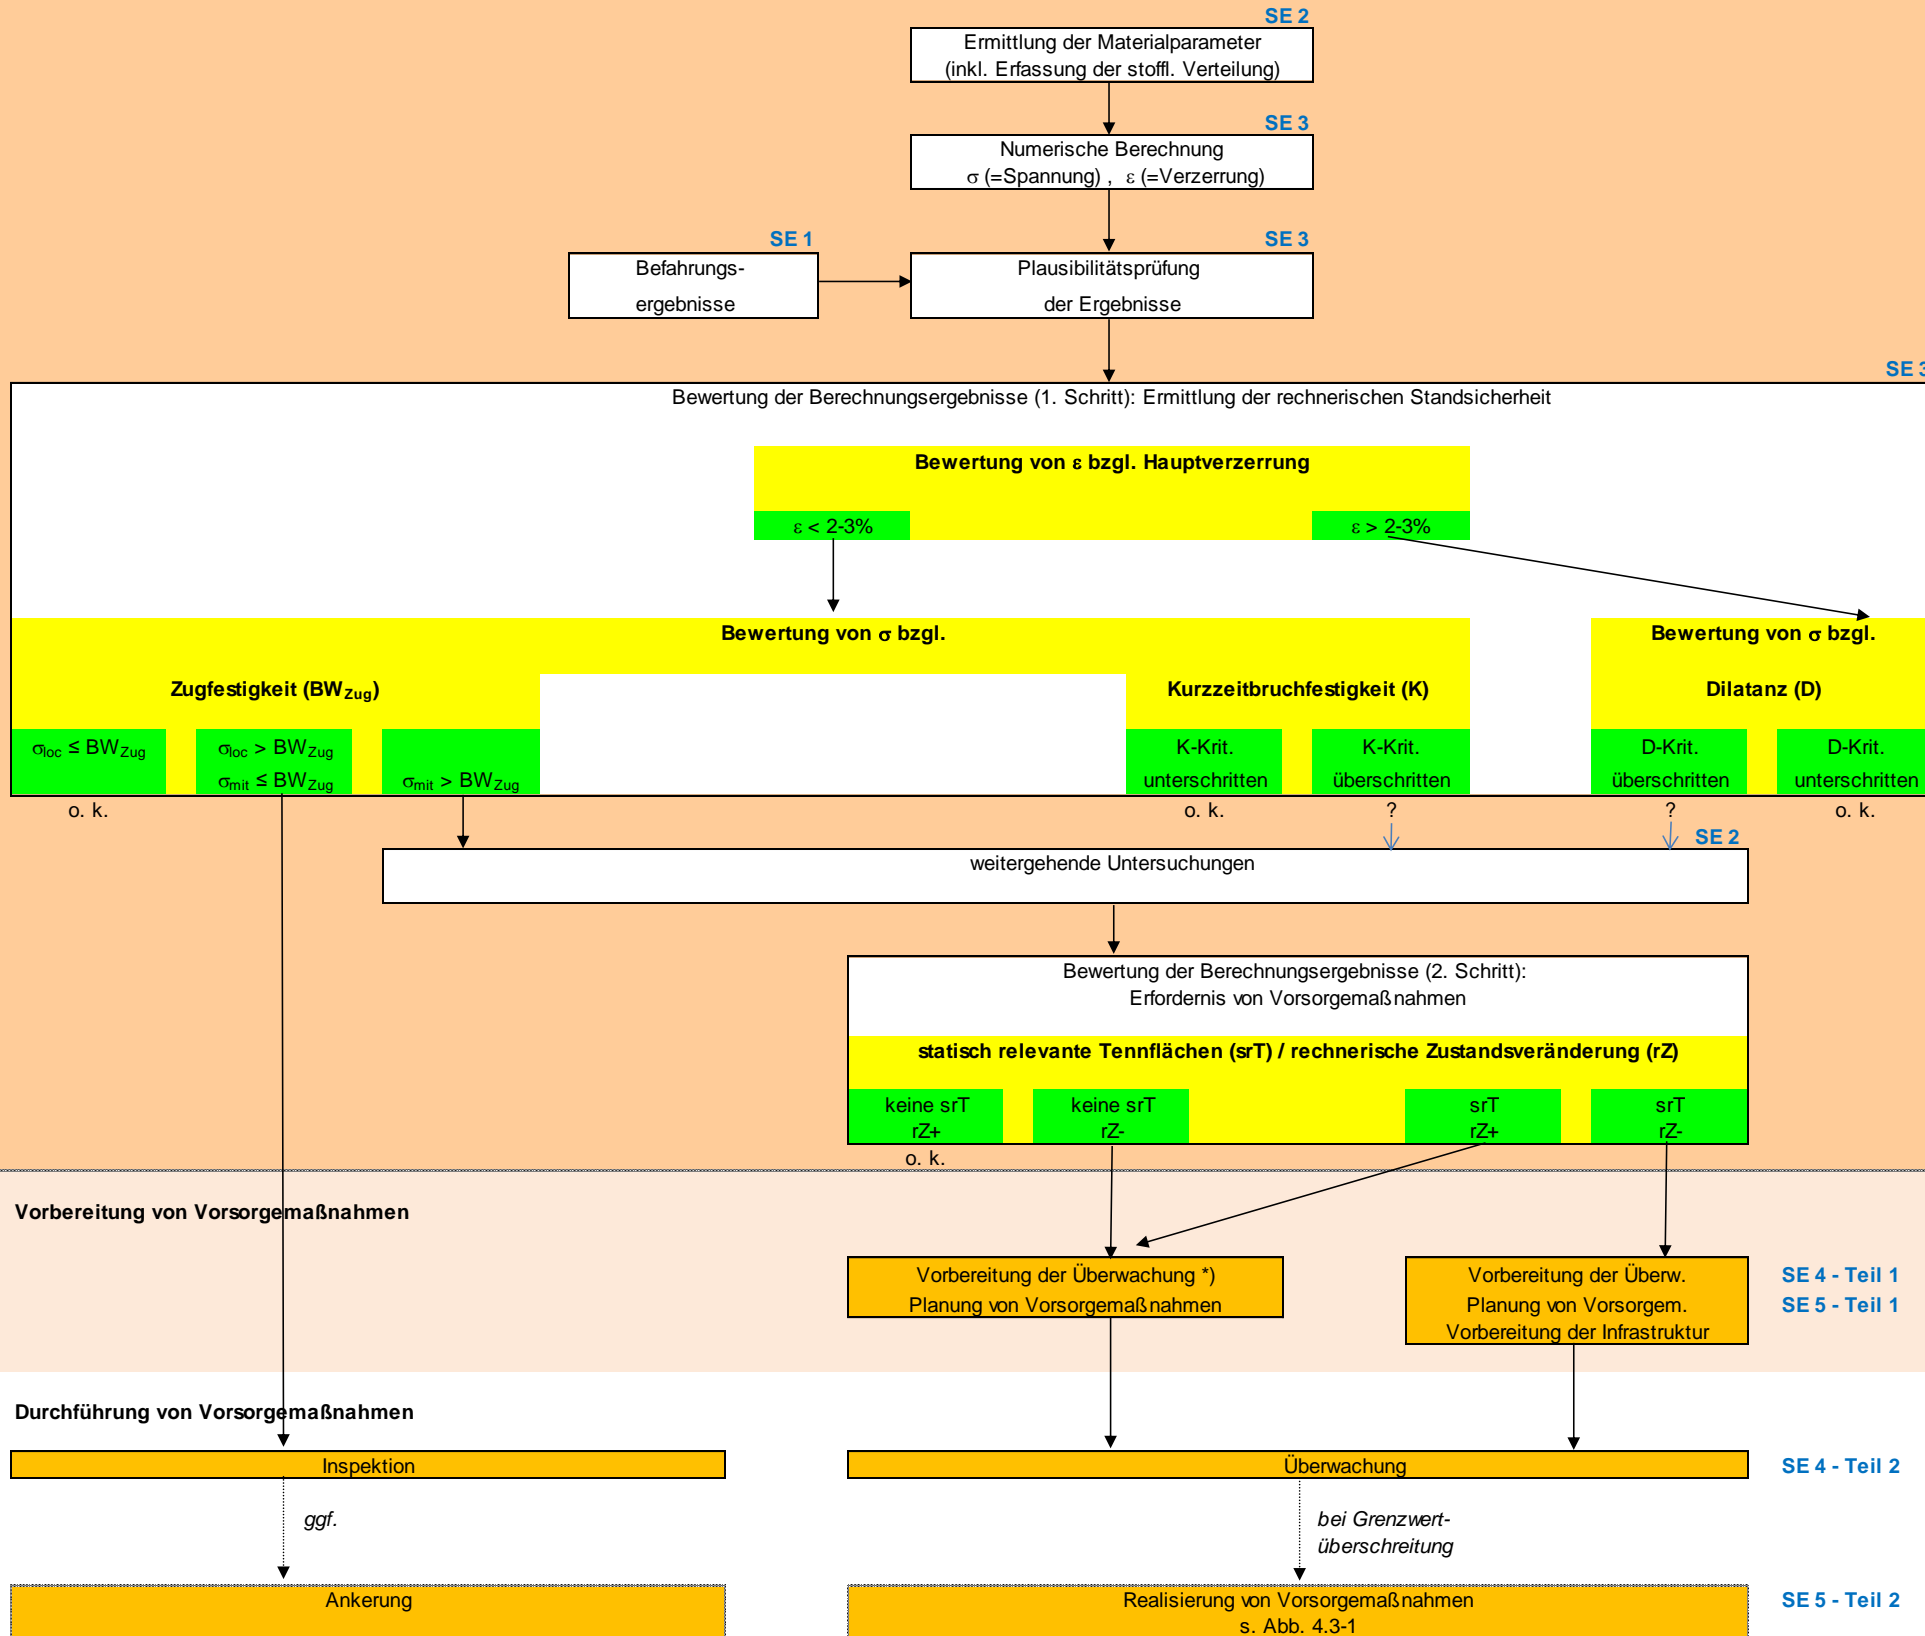 SE 2
Ermittlung der Materialparameter
(inkl. Erfassung der stoffl. Verteilung)
SE 3
Numerische Berechnung
σ (=Spannung) , ε (=Verzerrung)
SE 1
SE 3
Befahrungs-
ergebnisse
Plausibilitätsprüfung
der Ergebnisse
SE 3
Bewertung der Berechnungsergebnisse (1. Schritt): Ermittlung der rechnerischen Standsicherheit
Bewertung von ε bzgl. Hauptverzerrung
ε < 2-3%
ε > 2-3%
Bewertung von σ bzgl.
Bewertung von σ bzgl.
Zugfestigkeit (BWZug)
Kurzzeitbruchfestigkeit (K)
Dilatanz (D)
σloc ≤ BWZug
σloc > BWZug
σmit ≤ BWZug
σmit > BWZug
K-Krit.
unterschritten
K-Krit.
überschritten
D-Krit.
überschritten
D-Krit.
unterschritten
o. k.
o. k.
?
?
o. k.
SE 2
weitergehende Untersuchungen
Bewertung der Berechnungsergebnisse (2. Schritt):
Erfordernis von Vorsorgemaßnahmen
statisch relevante Tennflächen (srT) / rechnerische Zustandsveränderung (rZ)
keine srT
rZ+
keine srT
rZ-
srT
rZ+
srT
rZ-
o. k.
Vorbereitung von Vorsorgemaßnahmen
Vorbereitung der Überwachung *)
Planung von Vorsorgemaßnahmen
Vorbereitung der Überw.
Planung von Vorsorgem.
Vorbereitung der Infrastruktur
SE 4 - Teil 1
SE 5 - Teil 1
Durchführung von Vorsorgemaßnahmen
Inspektion
Überwachung
SE 4 - Teil 2
ggf.
bei Grenzwert-
überschreitung
Ankerung
Realisierung von Vorsorgemaßnahmen
s. Abb. 4.3-1
SE 5 - Teil 2